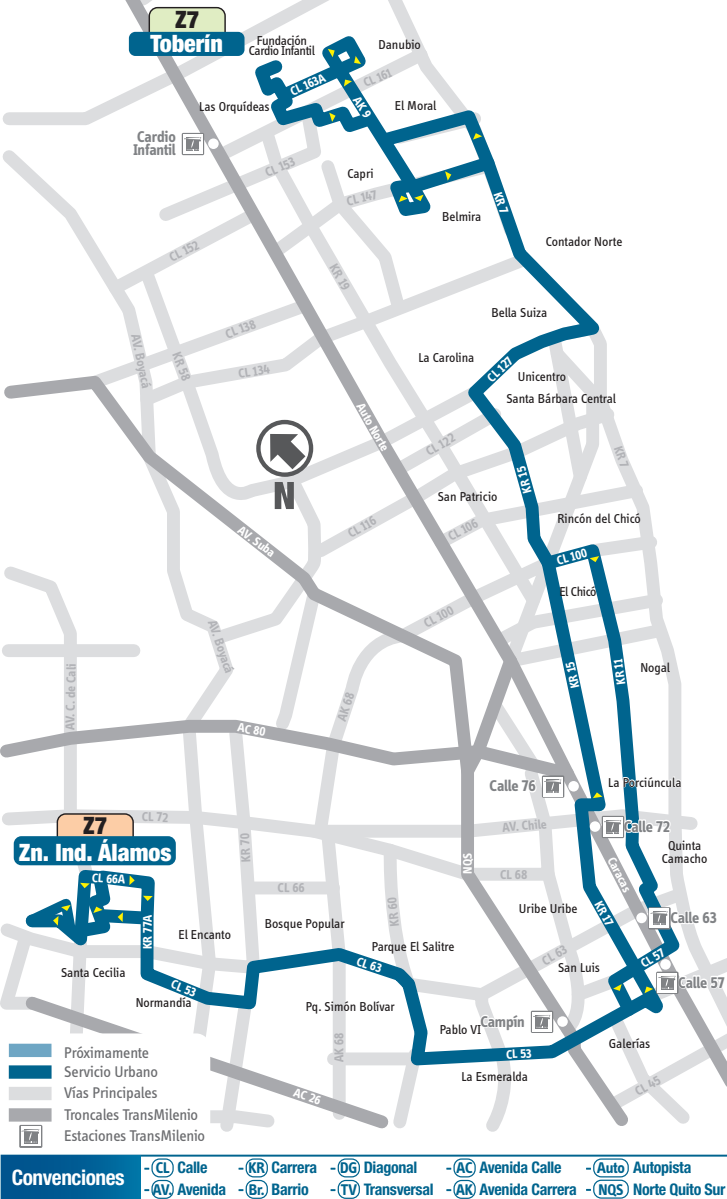 Z7
Toberín
Fundación
Cardio Infantil
Danubio
CL 163A
CL 161
Las Orquídeas
AK 9
El Moral
Cardio
Infantil
CL 153
Capri
CL 147
KR 7
Belmira
Contador Norte
CL 152
KR 19
Bella Suiza
CL 138
AV. Boyacá
KR 58
CL 134
La Carolina
CL 127
Unicentro
Santa Bárbara Central
Auto Norte
CL 122
KR 7
N
KR 15
San Patricio
CL 116
CL 106
Rincón del Chicó
AV. Suba
CL 100
El Chicó
CL 100
AV. Boyacá
KR 15
KR 11
Nogal
AV. C. de Cali
AK 68
AC 80
Calle 76
La Porciúncula
Z7
Zn. Ind. Álamos
CL 72
AV. Chile
Calle 72
KR 70
NQS
Quinta
Camacho
CL 66A
CL 66
CL 68
Caracas
KR 60
KR 77A
Uribe Uribe
KR 17
Calle 63
El Encanto
Bosque Popular
Parque El Salitre
CL 63
CL 57
Santa Cecilia
CL 63
San Luis
CL 53
Calle 57
Normandía
Pq. Simón Bolívar
Pablo VI
Campín
AK 68
Galerías
CL 53
La Esmeralda
CL 45
AC 26
Próximamente
Servicio Urbano
Vías Principales
Troncales TransMilenio
Estaciones TransMilenio
Convenciones
- CL Calle - KR Carrera - DG Diagonal - AC Avenida Calle - Auto Autopista
- AV. Avenida - Br. Barrio - TV Transversal - AK Avenida Carrera - NQS Norte Quito Sur